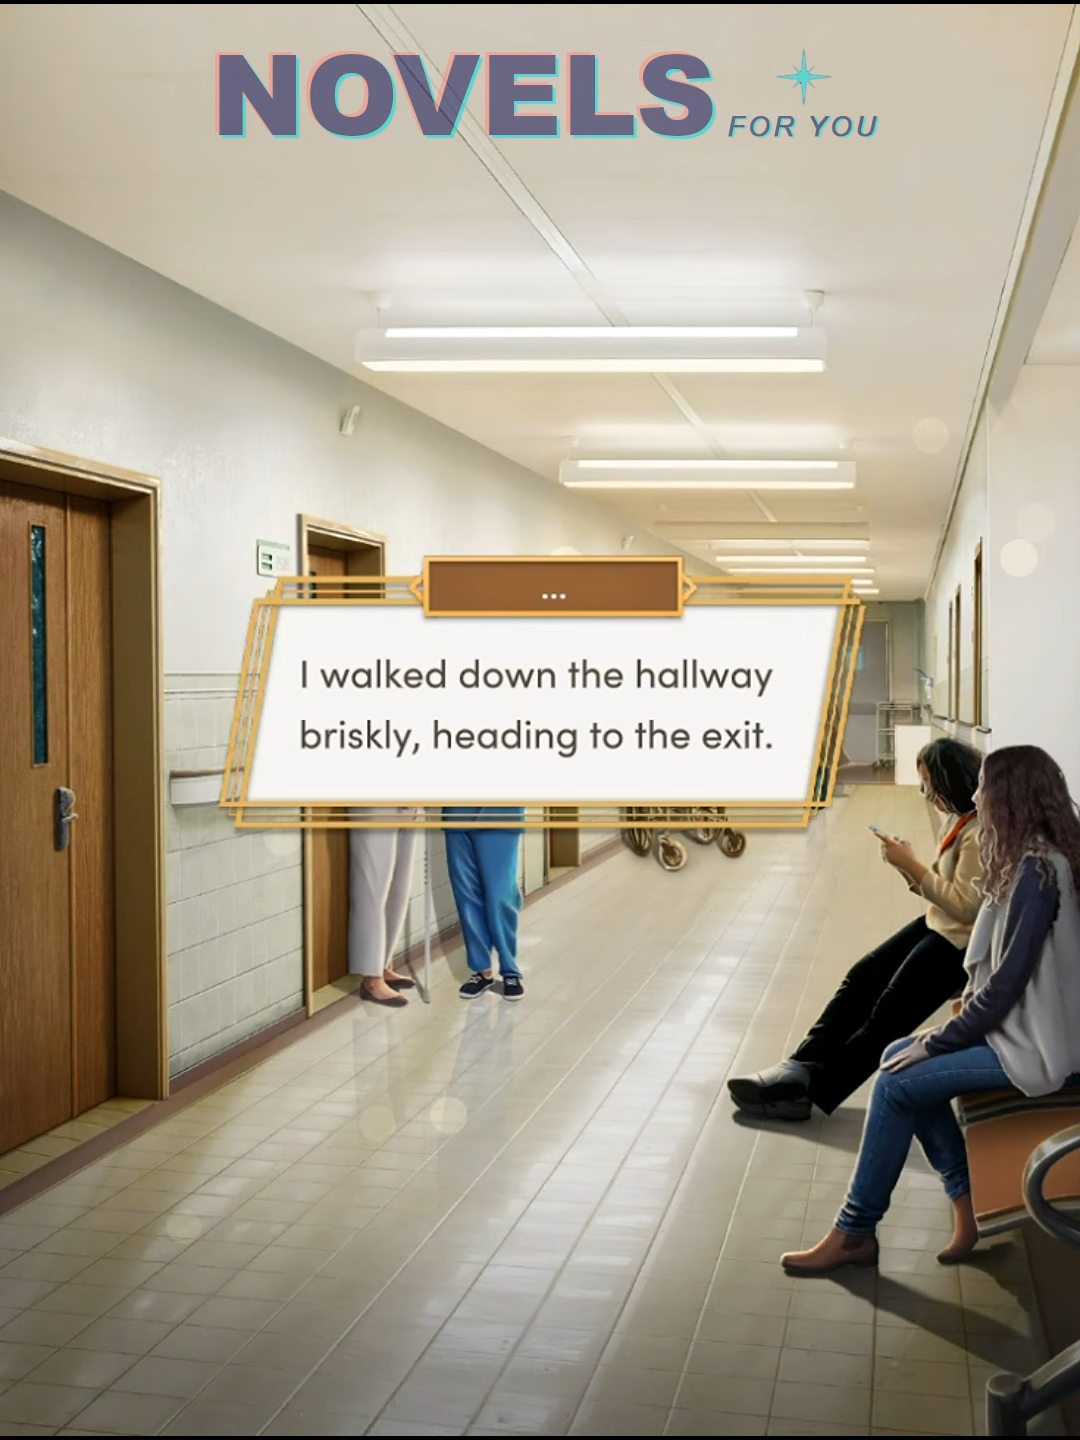 NOVELS
FOR YOU
...
I walked down the hallway
briskly, heading to the exit.